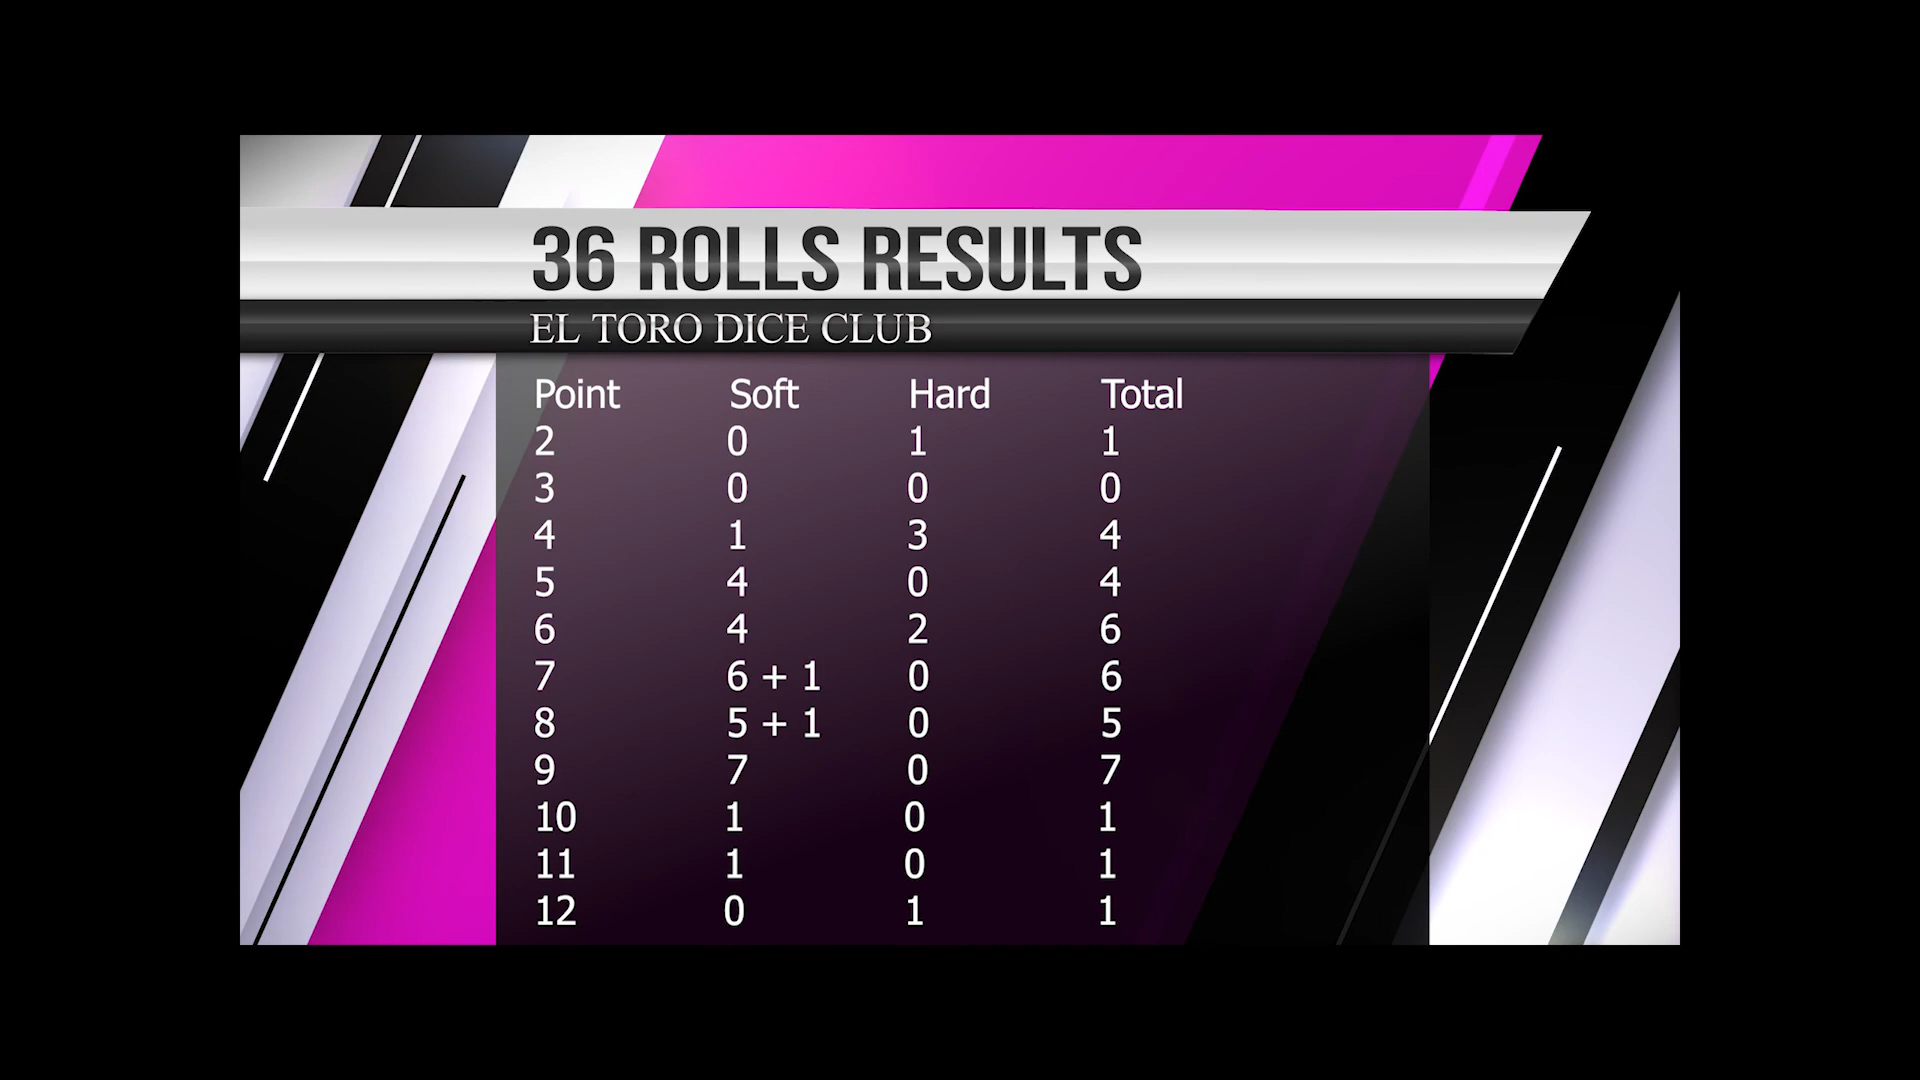 36 ROLLS RESULTS
EL TORO DICE CLUB
Point Soft Hard Total
2 0 1 1
3 0 0 0
4 1 3 4
5 4 0 4
6 4 2 6
7 6 + 1 0 6
8 5 + 1 0 5
9 7 0 7
10 1 0 1
11 1 0 1
12 0 1 1